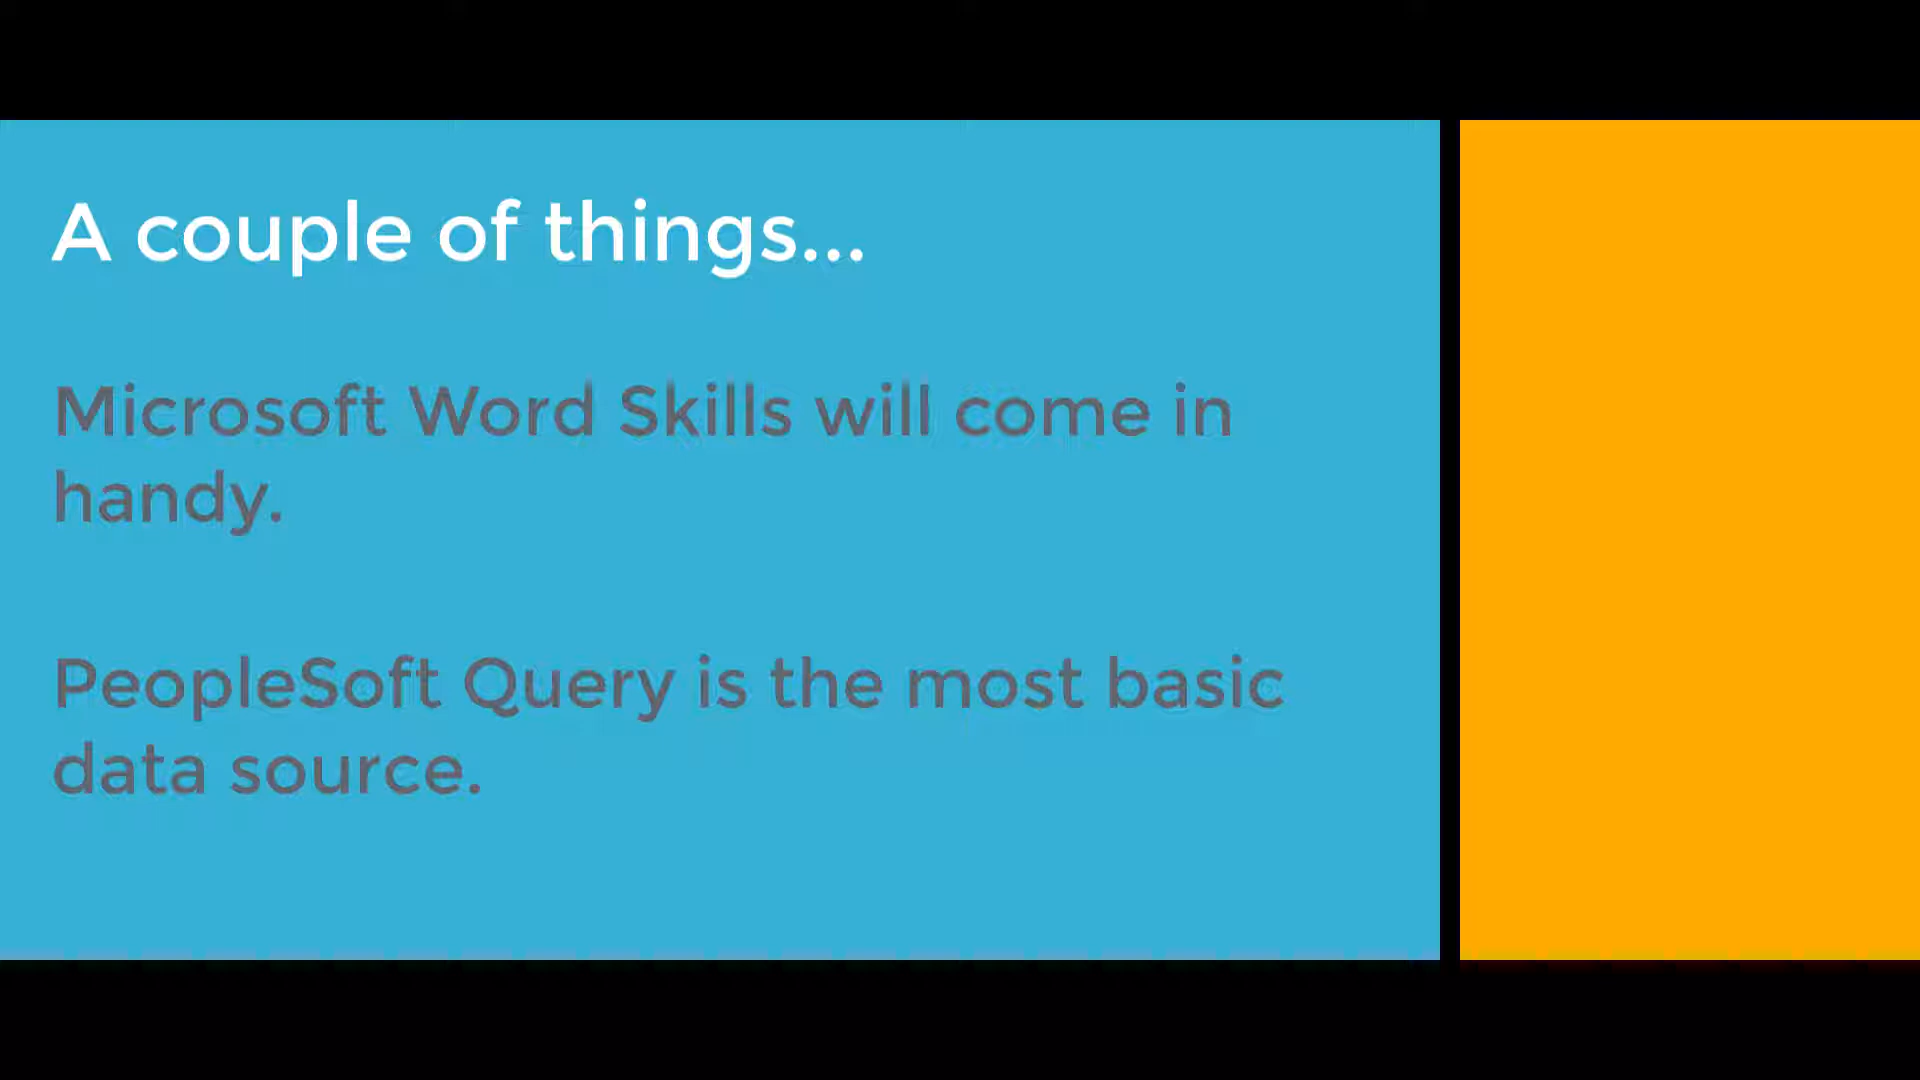 A couple of things...
Microsoft Word Skills will come in
handy.
PeopleSoft Query is the most basic
data source.